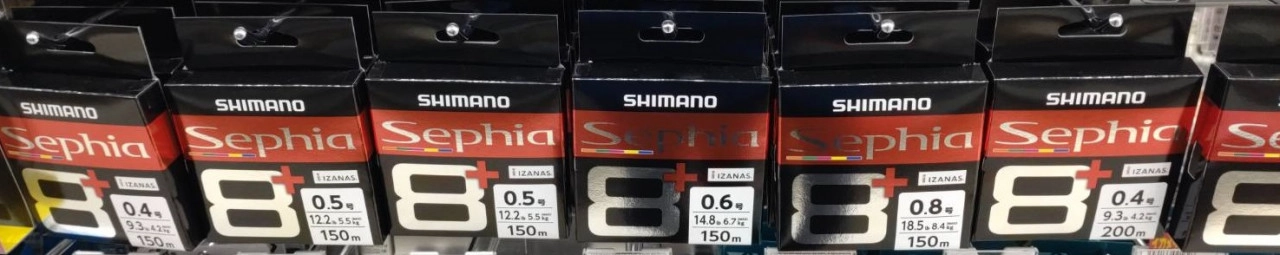 SHIMANO
Sephia
8+
IZANAS
0.4号
9.3lb 4.2kg
150m
SHIMANO
Sephia
8+
IZANAS
0.5号
12.2lb 5.5kg
150m
SHIMANO
Sephia
8+
IZANAS
0.5号
12.2lb 5.5kg
150m
SHIMANO
Sephia
8+
IZANAS
0.6号
14.8lb 6.7kg
150m
SHIMANO
Sephia
8+
IZANAS
0.8号
18.5lb 8.4kg
150m
SHIMANO
Sephia
8+
IZANAS
0.4号
9.3lb 4.2kg
200m
Se
8